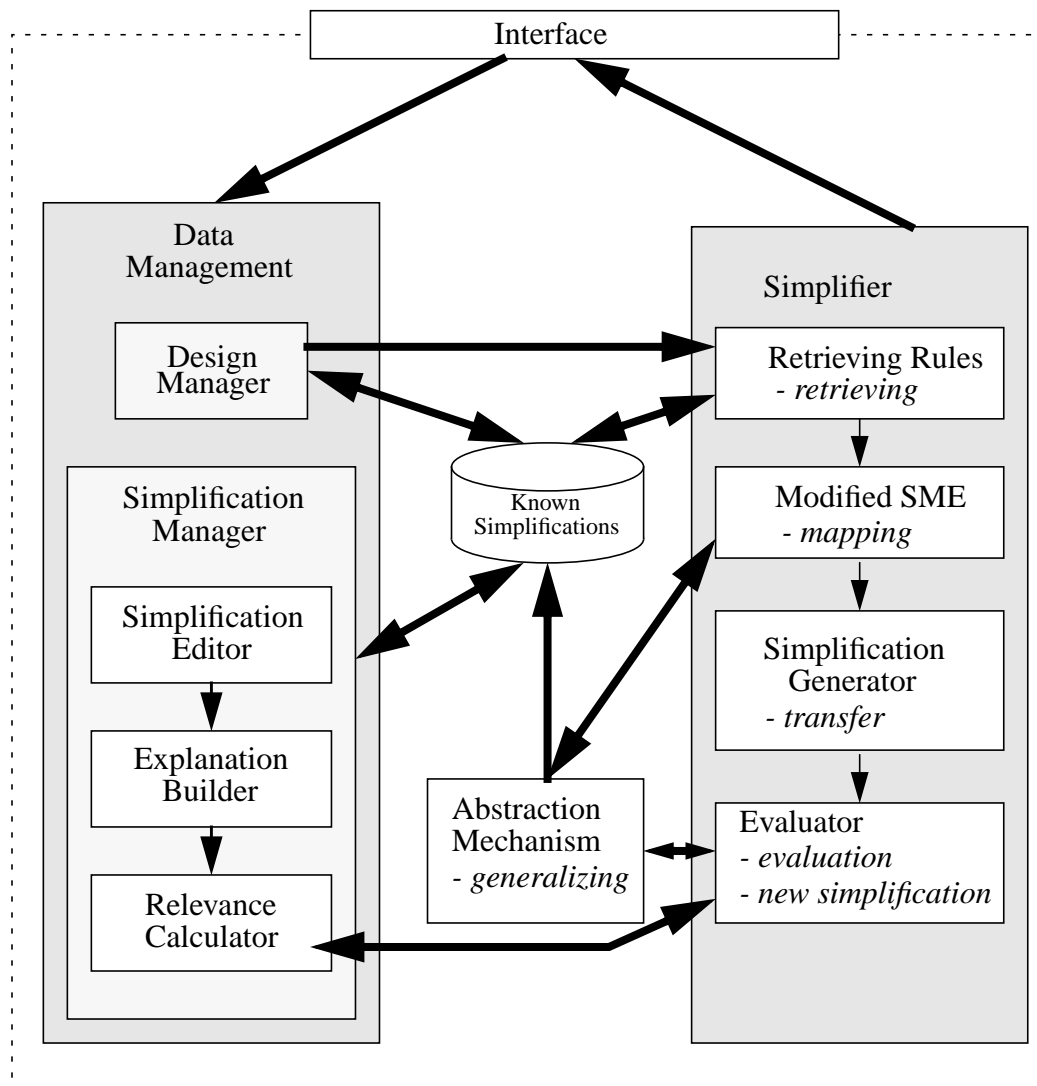 Interface
Data
Management
Design
Manager
Simplification
Manager
Simplification
Editor
Explanation
Builder
Relevance
Calculator
Known
Simplifications
Abstraction
Mechanism
- generalizing
Simplifier
Retrieving Rules
- retrieving
Modified SME
- mapping
Simplification
Generator
- transfer
Evaluator
- evaluation
- new simplification